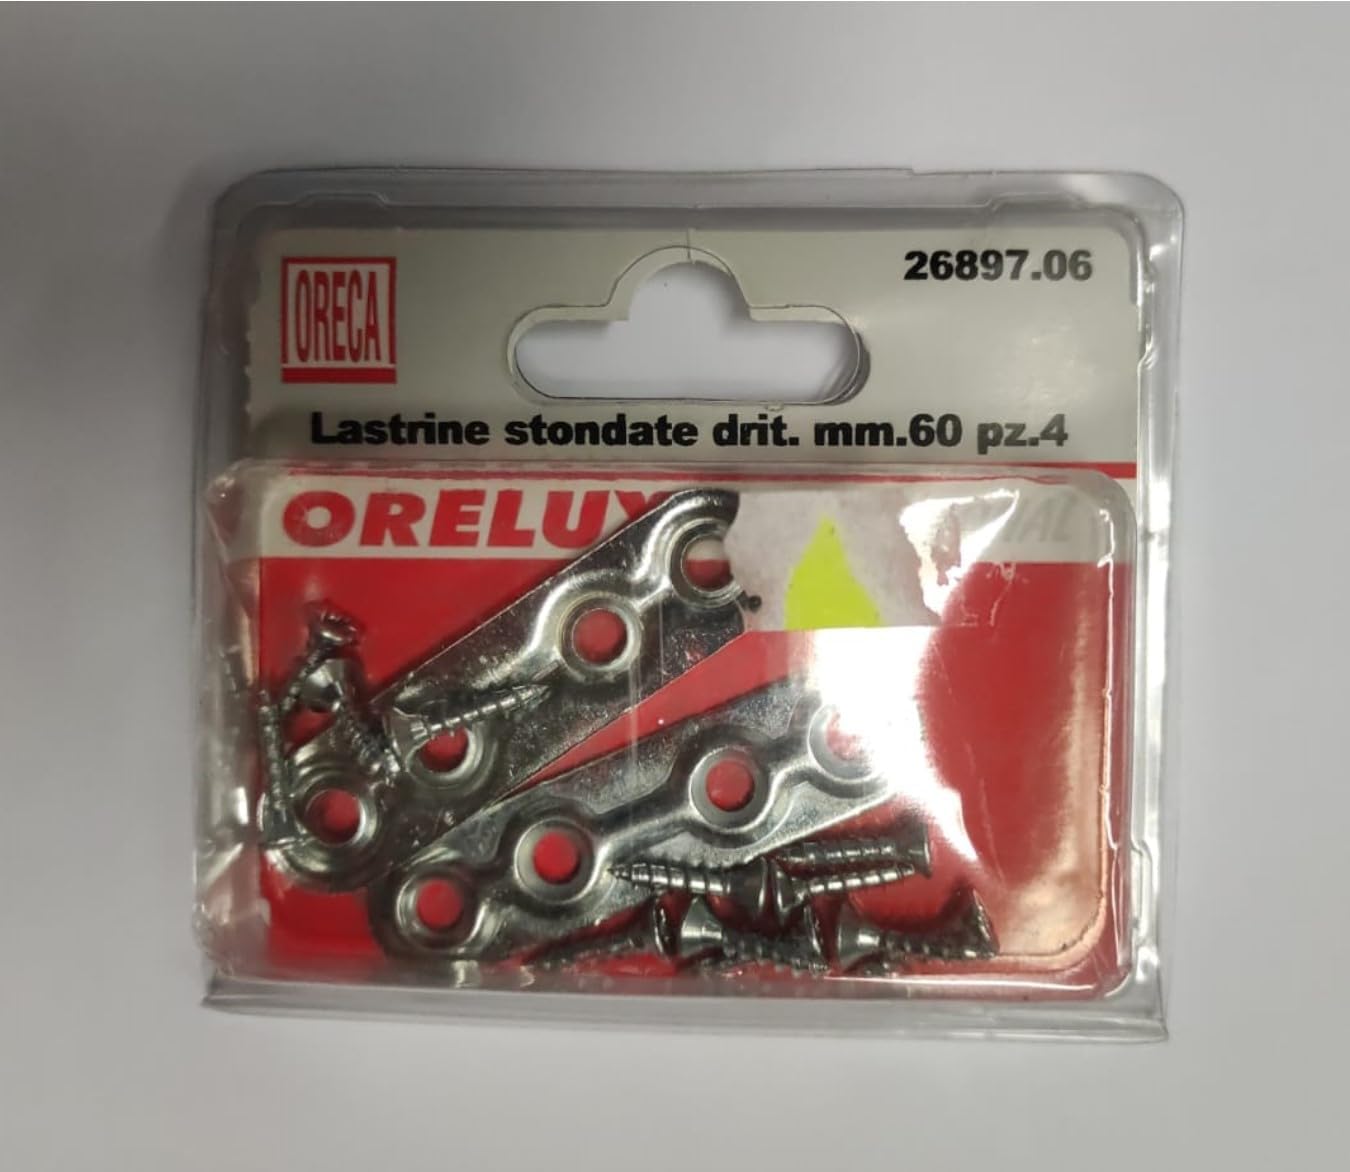 ORECA
26897.06
Lastrine stondate drit. mm.60 pz.4
ORELUX